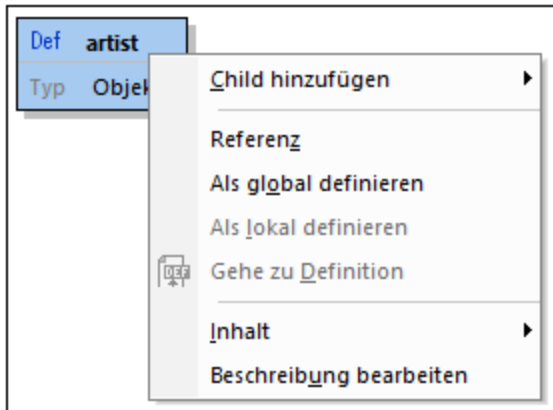 Def artist
Typ Objek
Child hinzufügen
Referenz
Als global definieren
Als lokal definieren
DEF Gehe zu Definition
Inhalt
Beschreibung bearbeiten